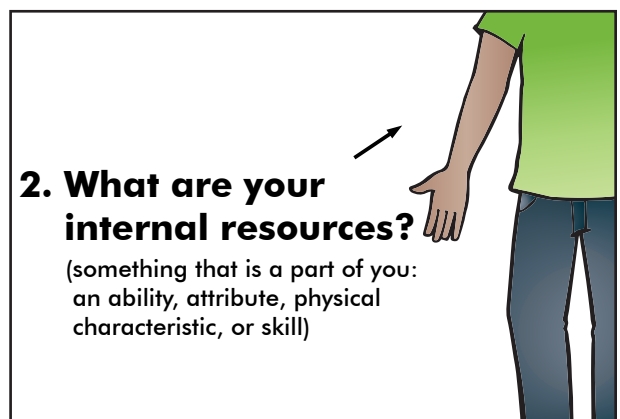 2. What are your
internal resources?
(something that is a part of you:
an ability, attribute, physical
characteristic, or skill)